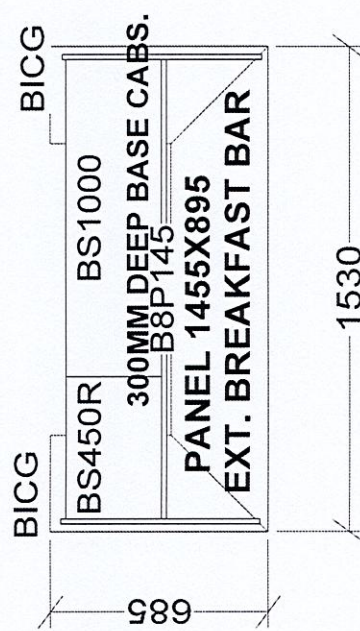 BICG
BICG
BS450R
BS1000
300MM DEEP BASE CABS.
B8P145
PANEL 1455X895
EXT. BREAKFAST BAR
685
1530